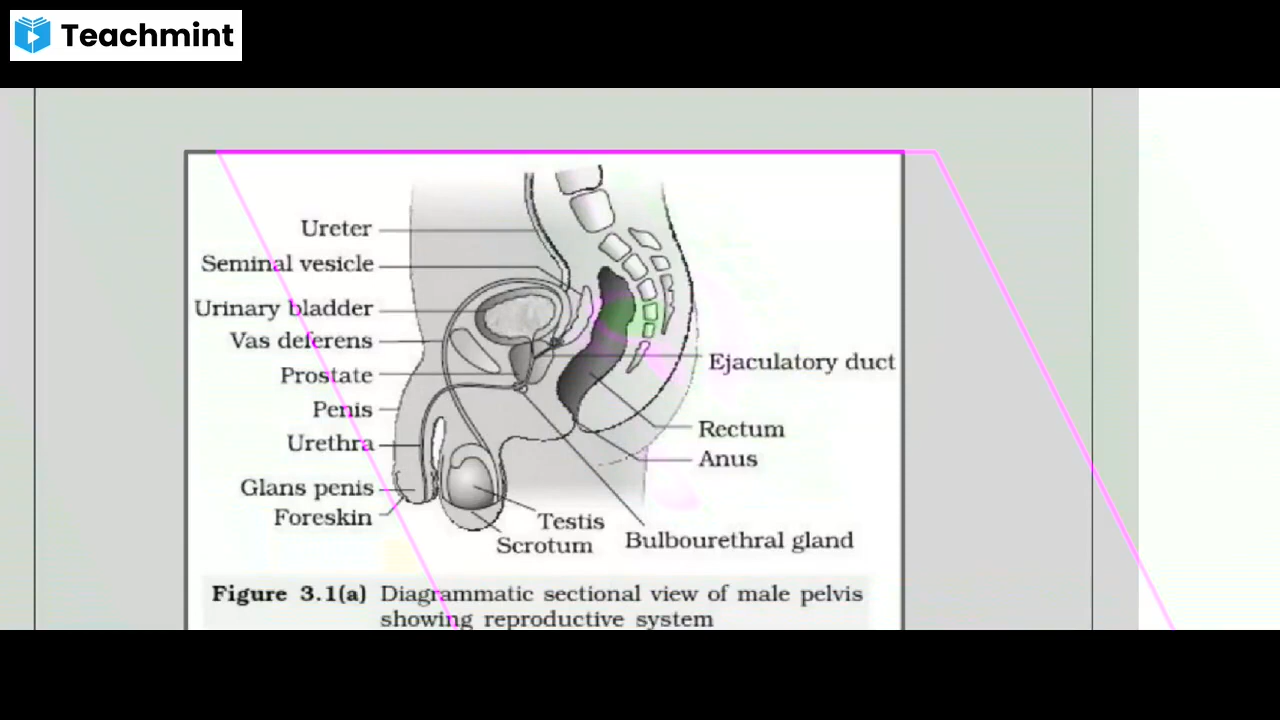 Teachmint
Ureter
Seminal vesicle
Urinary bladder
Vas deferens
Prostate
Penis
Urethra
Glans penis
Foreskin
Ejaculatory duct
Rectum
Anus
Testis
Scrotum
Bulbourethral gland
Figure 3.1(a) Diagrammatic sectional view of male pelvis
showing reproductive system